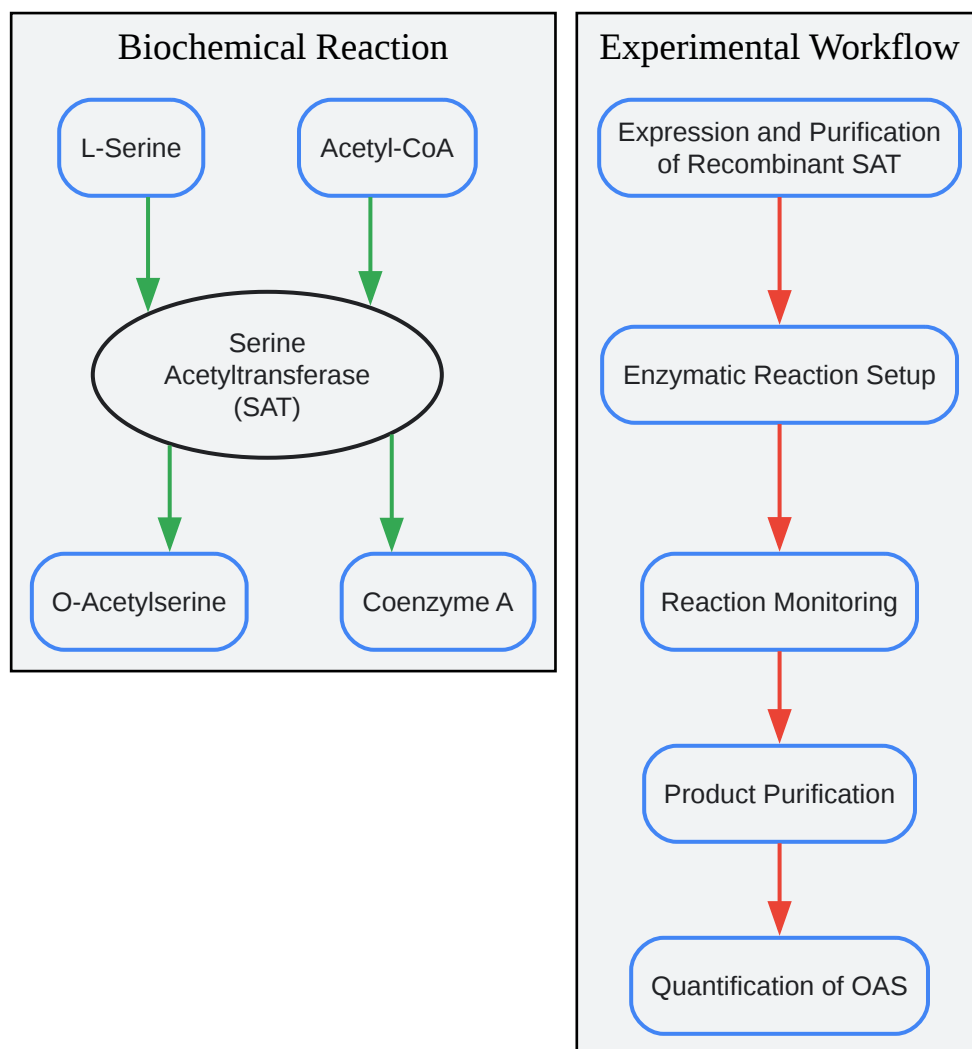 Biochemical Reaction
L-Serine
Acetyl-CoA
Serine
Acetyltransferase
(SAT)
O-Acetylserine
Coenzyme A
Experimental Workflow
Expression and Purification
of Recombinant SAT
Enzymatic Reaction Setup
Reaction Monitoring
Product Purification
Quantification of OAS